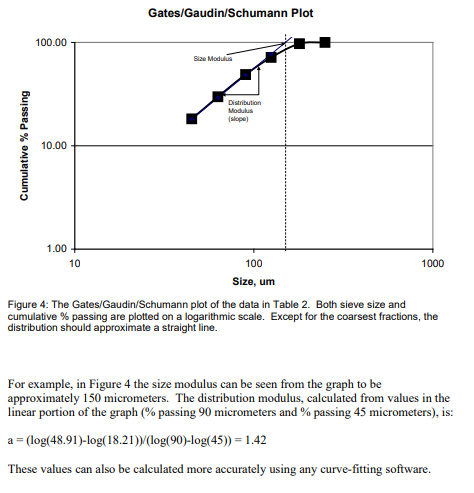 Gates/Gaudin/Schumann Plot
100.00
Size Modulus
Distribution
Modulus
(slope)
Cumulative % Passing
10.00
1.00
10
100
1000
Size, um
Figure 4: The Gates/Gaudin/Schumann plot of the data in Table 2. Both sieve size and
cumulative % passing are plotted on a logarithmic scale. Except for the coarsest fractions, the
distribution should approximate a straight line.
For example, in Figure 4 the size modulus can be seen from the graph to be
approximately 150 micrometers. The distribution modulus, calculated from values in the
linear portion of the graph (% passing 90 micrometers and % passing 45 micrometers), is:
a = (log(48.91)-log(18.21))/(log(90)-log(45)) = 1.42
These values can also be calculated more accurately using any curve-fitting software.